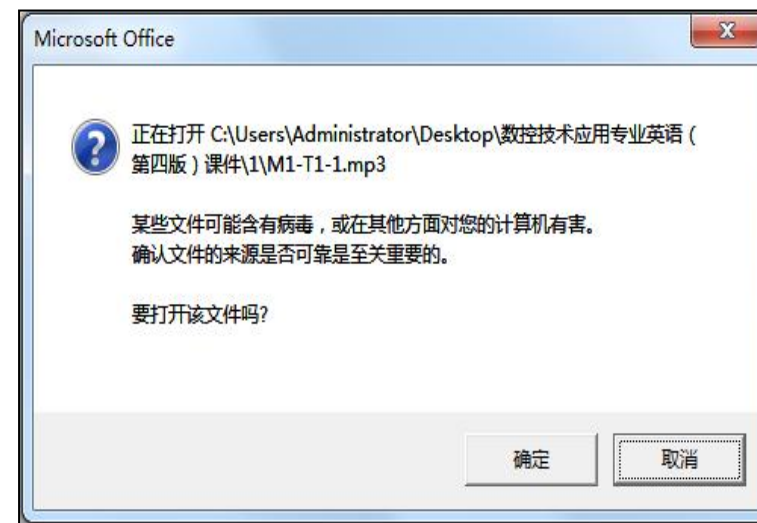 Microsoft Office
正在打开 C:\Users\Administrator\Desktop\数控技术应用专业英语（
第四版）课件\1\M1-T1-1.mp3
某些文件可能含有病毒，或在其他方面对您的计算机有害。
确认文件的来源是否可靠是至关重要的。
要打开该文件吗?
确定
取消